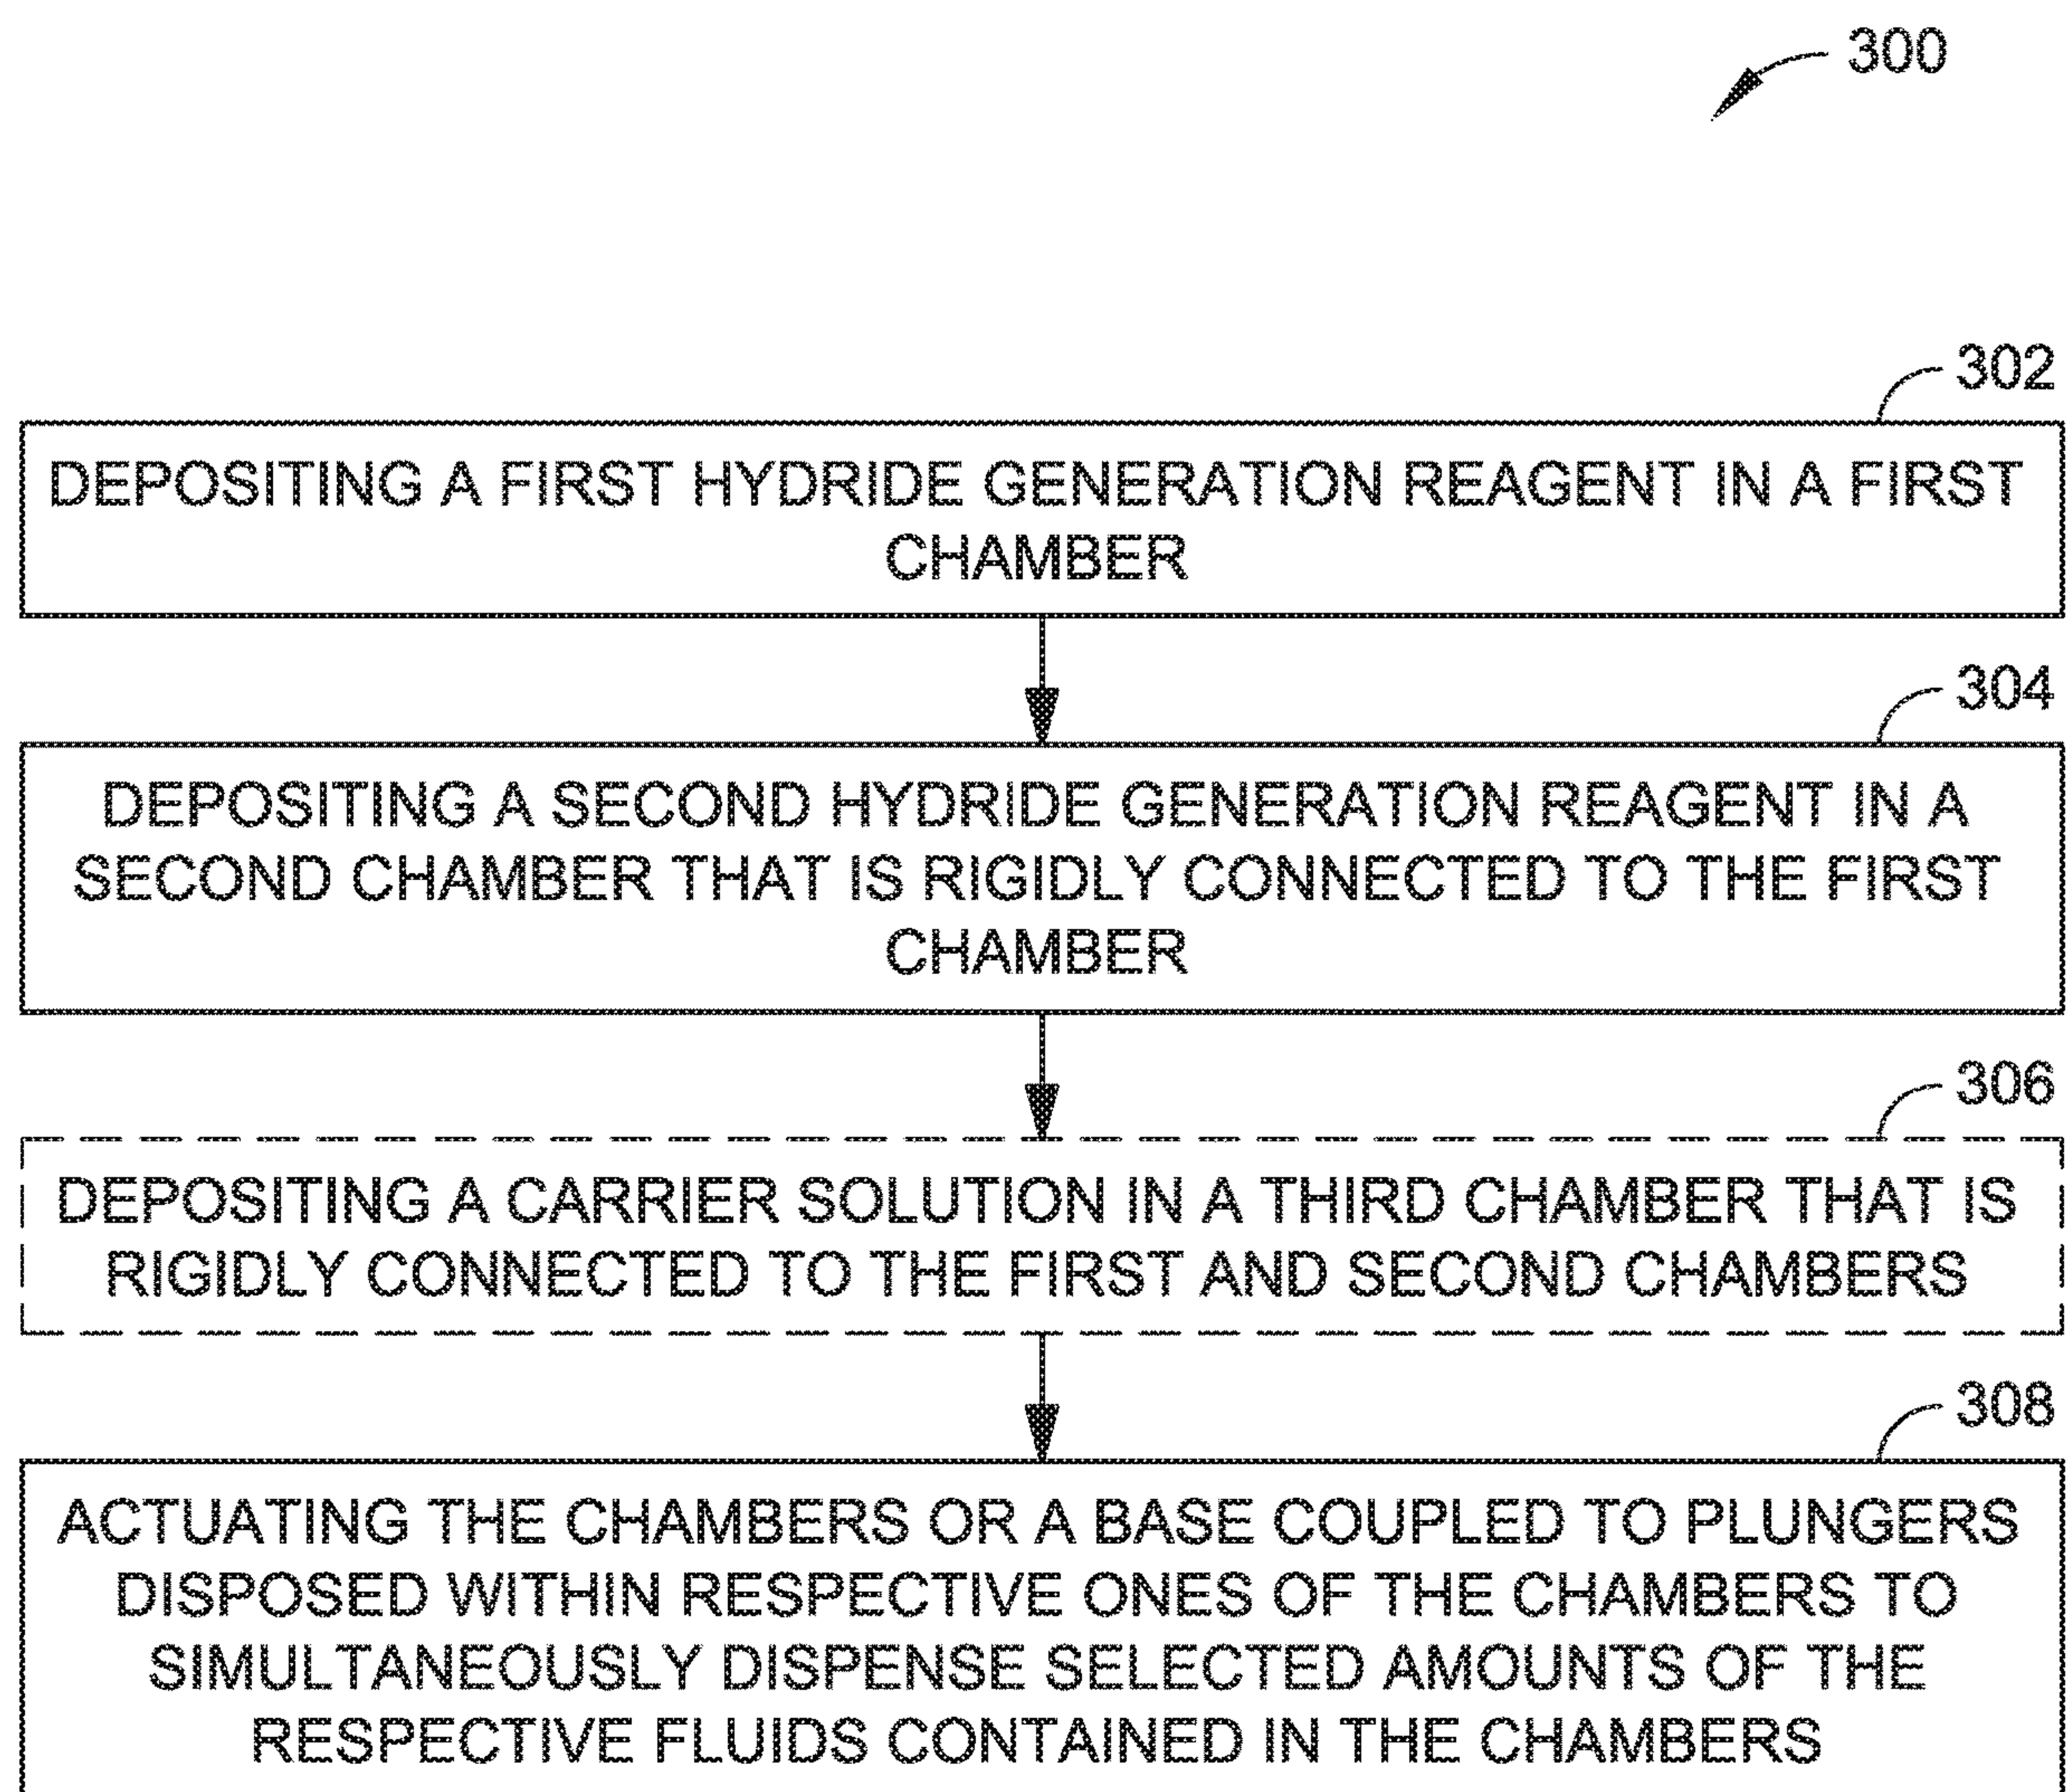 300
302
DEPOSITING A FIRST HYDRIDE GENERATION REAGENT IN A FIRST
CHAMBER
304
DEPOSITING A SECOND HYDRIDE GENERATION REAGENT IN A
SECOND CHAMBER THAT IS RIGIDLY CONNECTED TO THE FIRST
CHAMBER
306
DEPOSITING A CARRIER SOLUTION IN A THIRD CHAMBER THAT IS
RIGIDLY CONNECTED TO THE FIRST AND SECOND CHAMBERS
308
ACTUATING THE CHAMBERS OR A BASE COUPLED TO PLUNGERS
DISPOSED WITHIN RESPECTIVE ONES OF THE CHAMBERS TO
SIMULTANEOUSLY DISPENSE SELECTED AMOUNTS OF THE
RESPECTIVE FLUIDS CONTAINED IN THE CHAMBERS